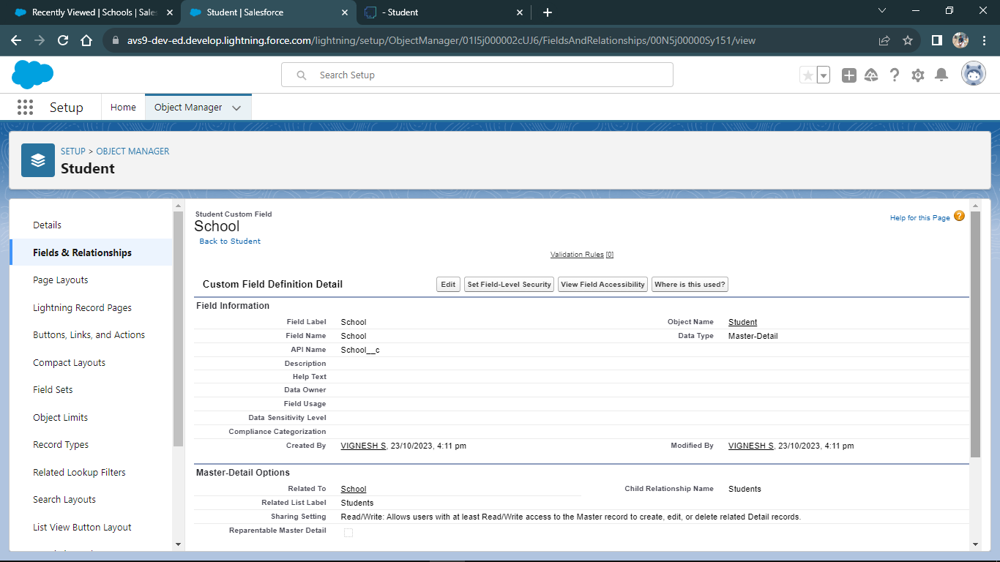 Recently Viewed | Schools | Sales
Student | Salesforce
- Student
avs9-dev-ed.develop.lightning.force.com/lightning/setup/ObjectManager/01I5j000002cUJ6/FieldsAndRelationships/00N5j00000Sy151/view
Search Setup
Setup
Home
Object Manager
SETUP > OBJECT MANAGER
Student
Details
Fields & Relationships
Page Layouts
Lightning Record Pages
Buttons, Links, and Actions
Compact Layouts
Field Sets
Object Limits
Record Types
Related Lookup Filters
Search Layouts
List View Button Layout
Student Custom Field
School
Back to Student
Help for this Page
Validation Rules [0]
Custom Field Definition Detail
Edit
Set Field-Level Security
View Field Accessibility
Where is this used?
Field Information
Field Label School Object Name Student
Field Name School Data Type Master-Detail
API Name School__c
Description
Help Text
Data Owner
Field Usage
Data Sensitivity Level
Compliance Categorization
Created By VIGNESH S, 23/10/2023, 4:11 pm Modified By VIGNESH S, 23/10/2023, 4:11 pm
Master-Detail Options
Related To School Child Relationship Name Students
Related List Label Students
Sharing Setting Read/Write: Allows users with at least Read/Write access to the Master record to create, edit, or delete related Detail records.
Reparentable Master Detail